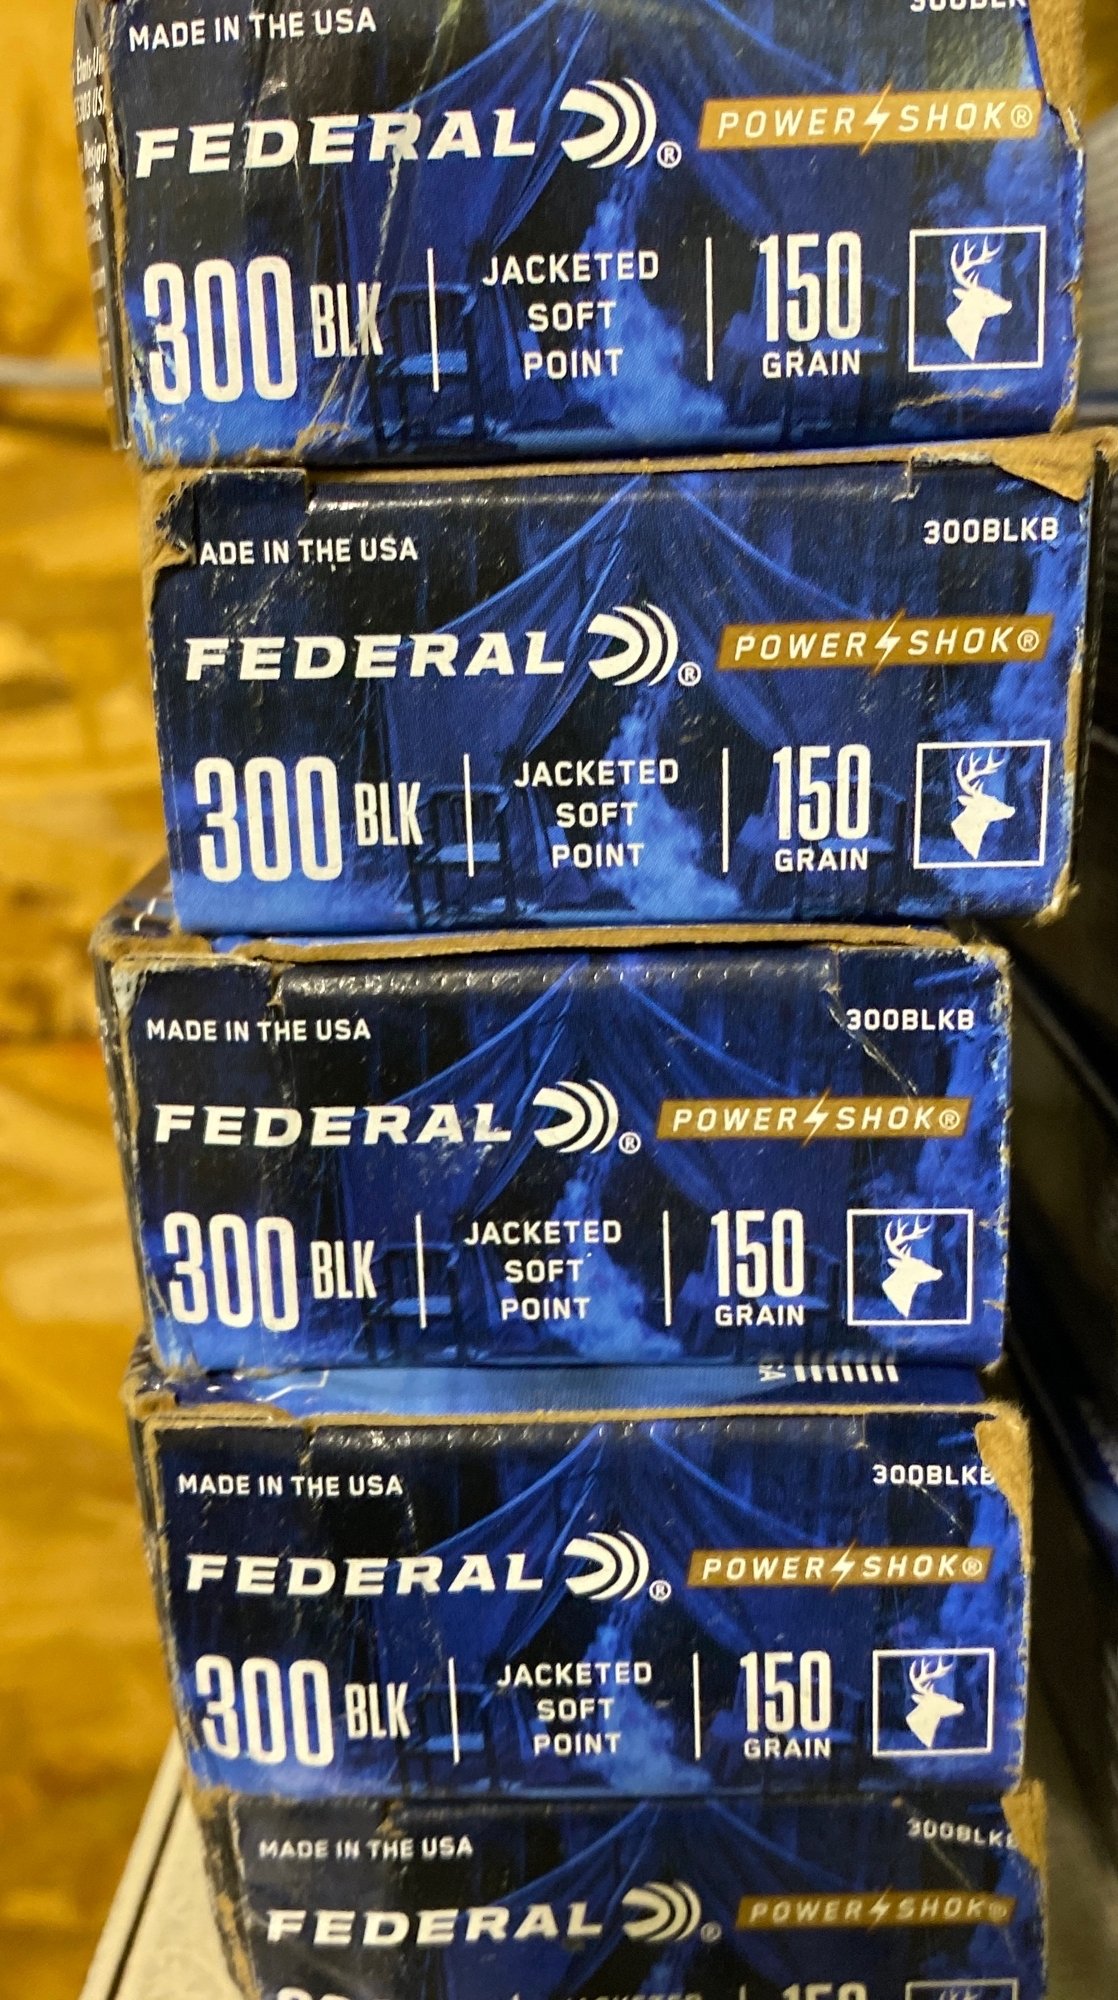 MADE IN THE USA
FEDERAL® POWER SHOK®
300 BLK
JACKETED
SOFT
POINT
150
GRAIN
ADE IN THE USA
300BLKB
FEDERAL® POWER SHOK®
300 BLK
JACKETED
SOFT
POINT
150
GRAIN
MADE IN THE USA
300BLKB
FEDERAL® POWER SHOK®
300 BLK
JACKETED
SOFT
POINT
150
GRAIN
MADE IN THE USA
300BLKB
FEDERAL® POWER SHOK®
300 BLK
JACKETED
SOFT
POINT
150
GRAIN
MADE IN THE USA
300BLKB
FEDERAL® POWER SHOK®
150